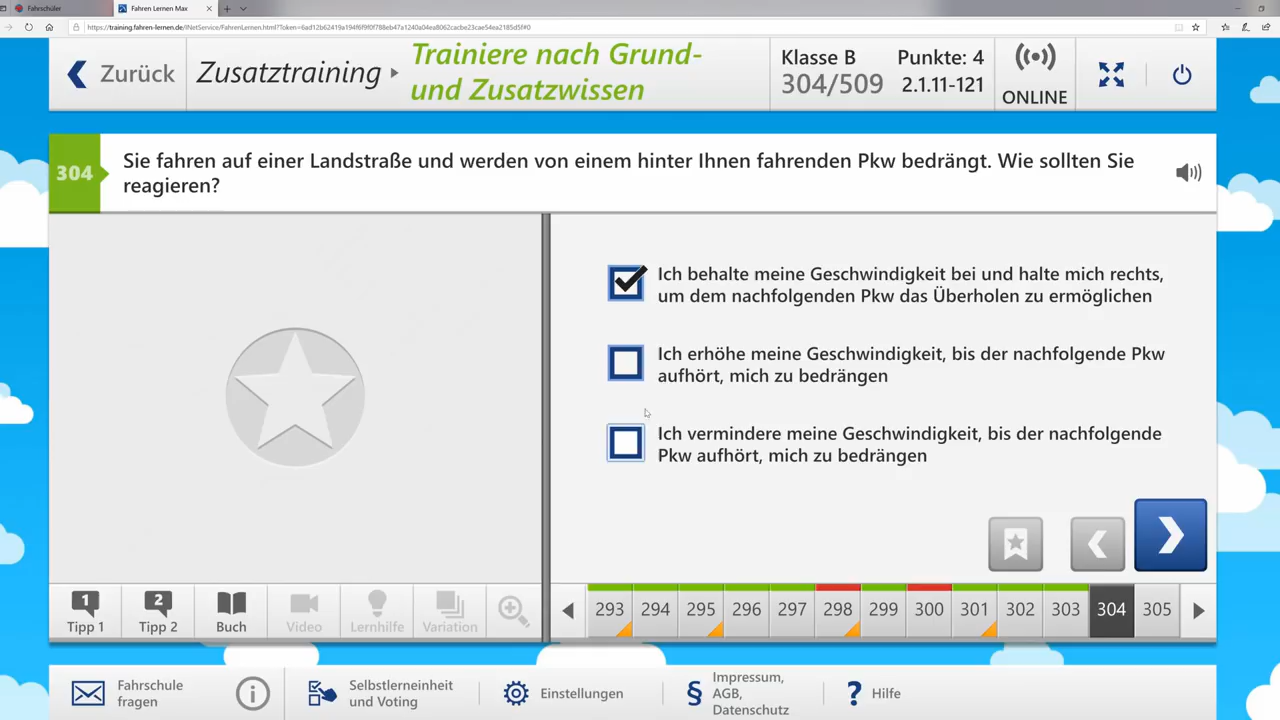 Fahrschüler
Fahren Lernen Max
Zurück
Zusatztraining
Trainiere nach Grund-
und Zusatzwissen
Klasse B
304/509
Punkte: 4
2.1.11-121
ONLINE
304
Sie fahren auf einer Landstraße und werden von einem hinter Ihnen fahrenden Pkw bedrängt. Wie sollten Sie
reagieren?
Ich behalte meine Geschwindigkeit bei und halte mich rechts,
um dem nachfolgenden Pkw das Überholen zu ermöglichen
Ich erhöhe meine Geschwindigkeit, bis der nachfolgende Pkw
aufhört, mich zu bedrängen
Ich vermindere meine Geschwindigkeit, bis der nachfolgende
Pkw aufhört, mich zu bedrängen
1
Tipp 1
2
Tipp 2
Buch
Video
Lernhilfe
Variation
293 294 295 296 297 298 299 300 301 302 303 304 305
Fahrschule
fragen
Selbstlerneinheit
und Voting
Einstellungen
§
Impressum,
AGB,
Datenschutz
?
Hilfe